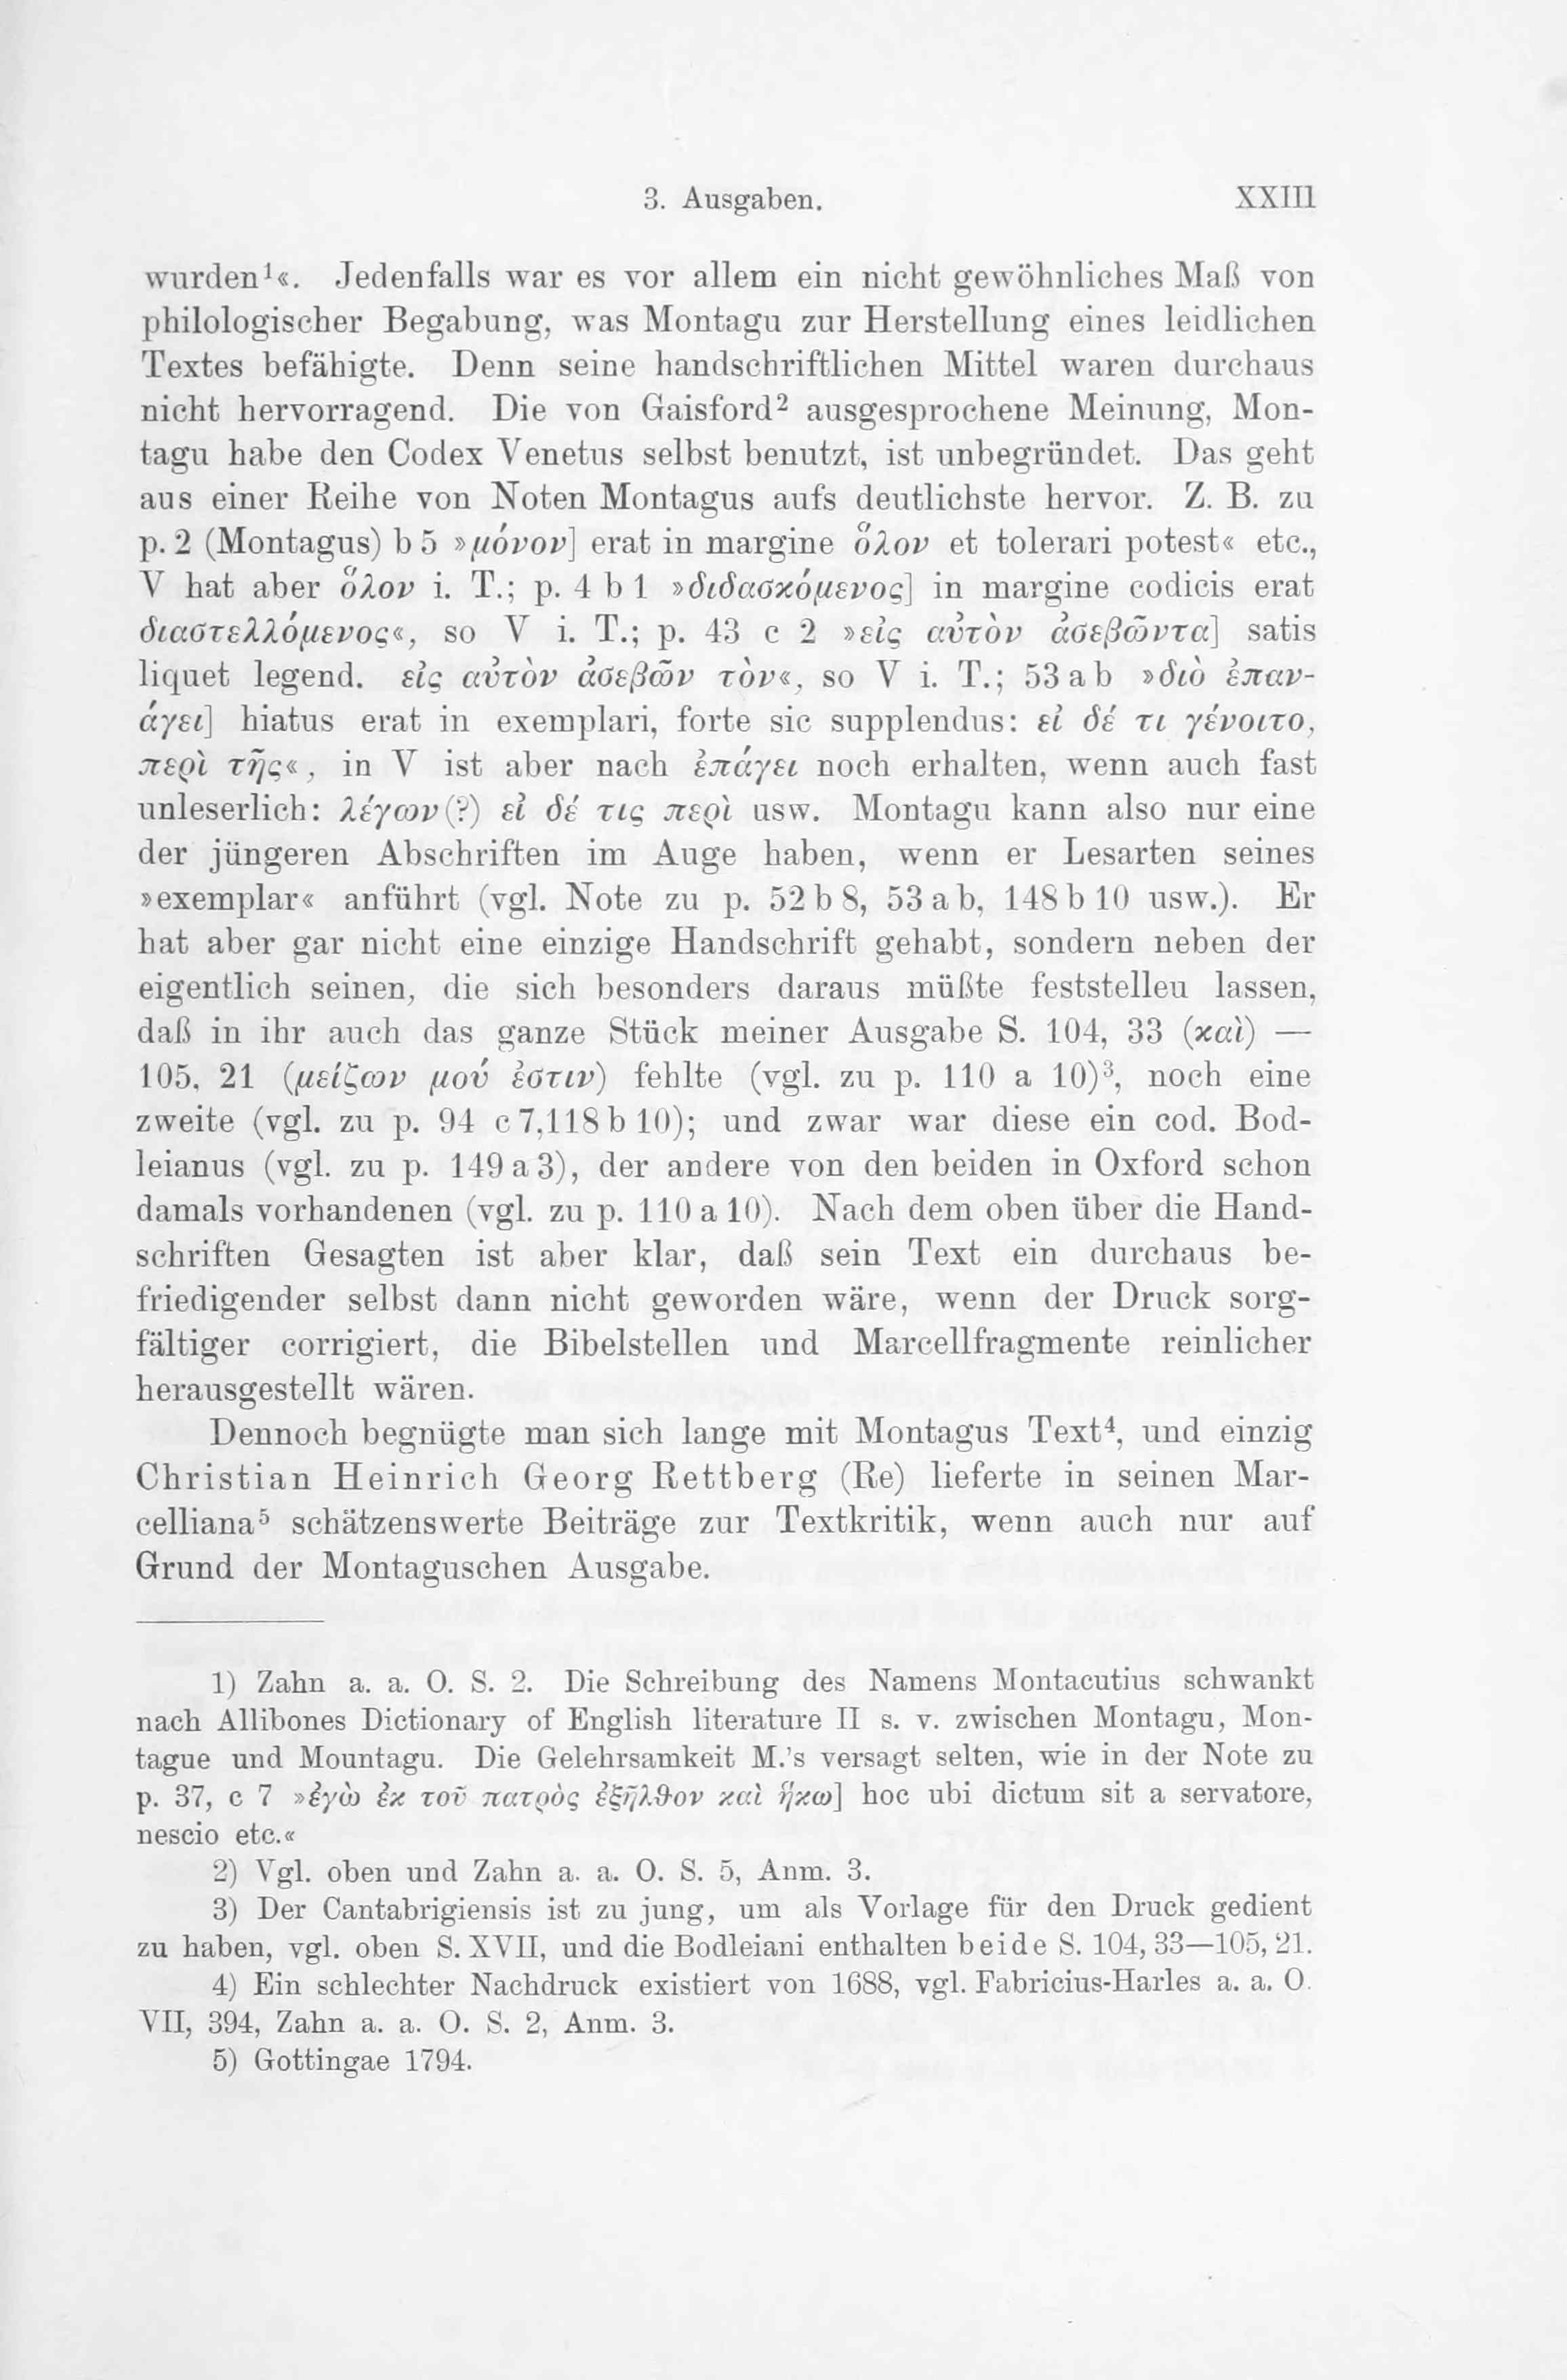 3. Ausgaben. XXIII
wurden¹«. Jedenfalls war es vor allem ein nicht gewöhnliches Maß von
philologischer Begabung, was Montagu zur Herstellung eines leidlichen
Textes befähigte. Denn seine handschriftlichen Mittel waren durchaus
nicht hervorragend. Die von Gaisford² ausgesprochene Meinung, Mon-
tagu habe den Codex Venetus selbst benutzt, ist unbegründet. Das geht
aus einer Reihe von Noten Montagus aufs deutlichste hervor. Z. B. zu
p. 2 (Montagus) b 5 »μόνον] erat in margine ὅλον et tolerari potest« etc.,
V hat aber ὅλον i. T.; p. 4 b 1 »διδασκόμενος] in margine codicis erat
διαστελλόμενος«, so V i. T.; p. 43 c 2 »εἰς αὐτὸν ἀσεβῶντα] satis
liquet legend. εἰς αὐτὸν ἀσεβῶν τὸν«, so V i. T.; 53 a b »διὸ ἐπαν-
άγει] hiatus erat in exemplari, forte sic supplendus: εἰ δέ τι γένοιτο,
περὶ τῆς«, in V ist aber nach ἐπάγει noch erhalten, wenn auch fast
unleserlich: λέγων(?) εἰ δέ τις περὶ usw. Montagu kann also nur eine
der jüngeren Abschriften im Auge haben, wenn er Lesarten seines
»exemplar« anführt (vgl. Note zu p. 52 b 8, 53 a b, 148 b 10 usw.). Er
hat aber gar nicht eine einzige Handschrift gehabt, sondern neben der
eigentlich seinen, die sich besonders daraus müßte feststellen lassen,
daß in ihr auch das ganze Stück meiner Ausgabe S. 104, 33 (καὶ) —
105, 21 (μείζων μού ἐστιν) fehlte (vgl. zu p. 110 a 10)³, noch eine
zweite (vgl. zu p. 94 c 7,118 b 10); und zwar war diese ein cod. Bod-
leianus (vgl. zu p. 149 a 3), der andere von den beiden in Oxford schon
damals vorhandenen (vgl. zu p. 110 a 10). Nach dem oben über die Hand-
schriften Gesagten ist aber klar, daß sein Text ein durchaus be-
friedigender selbst dann nicht geworden wäre, wenn der Druck sorg-
fältiger corrigiert, die Bibelstellen und Marcellfragmente reinlicher
herausgestellt wären.
Dennoch begnügte man sich lange mit Montagus Text⁴, und einzig
Christian Heinrich Georg Rettberg (Re) lieferte in seinen Mar-
celliana⁵ schätzenswerte Beiträge zur Textkritik, wenn auch nur auf
Grund der Montaguschen Ausgabe.
1) Zahn a. a. O. S. 2. Die Schreibung des Namens Montacutius schwankt
nach Allibones Dictionary of English literature II s. v. zwischen Montagu, Mon-
tague und Mountagu. Die Gelehrsamkeit M.'s versagt selten, wie in der Note zu
p. 37, c 7 »ἐγὼ ἐκ τοῦ πατρὸς ἐξῆλθον καὶ ἥκω] hoc ubi dictum sit a servatore,
nescio etc.«
2) Vgl. oben und Zahn a. a. O. S. 5, Anm. 3.
3) Der Cantabrigiensis ist zu jung, um als Vorlage für den Druck gedient
zu haben, vgl. oben S. XVII, und die Bodleiani enthalten beide S. 104, 33—105, 21.
4) Ein schlechter Nachdruck existiert von 1688, vgl. Fabricius-Harles a. a. O.
VII, 394, Zahn a. a. O. S. 2, Anm. 3.
5) Gottingae 1794.